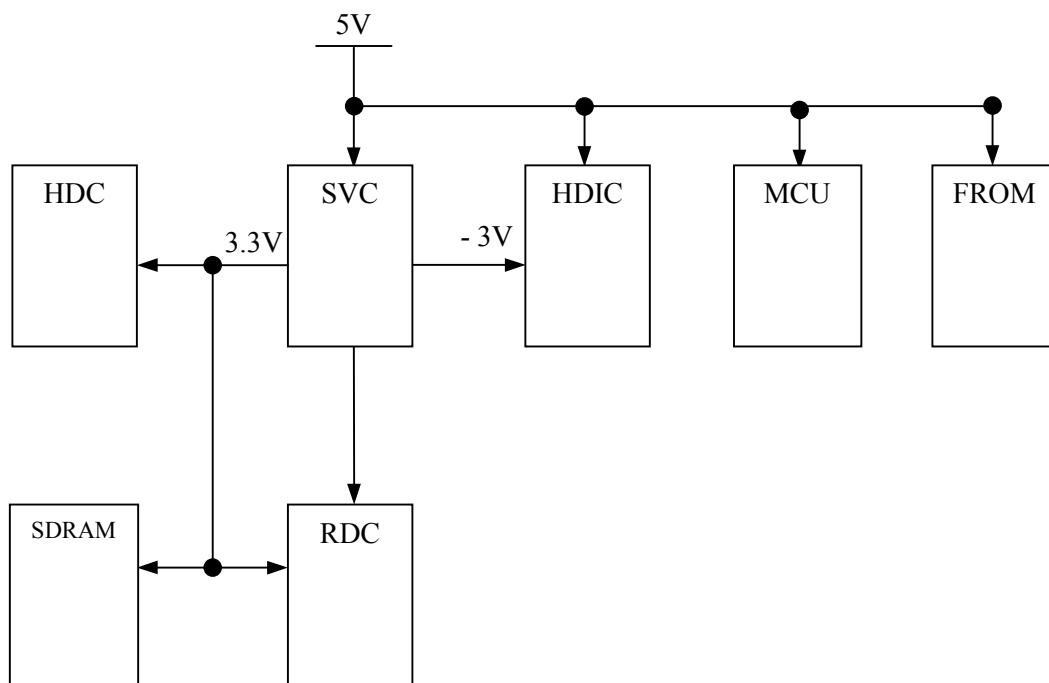 5V
HDC
SVC
HDIC
MCU
FROM
3.3V
- 3V
SDRAM
RDC